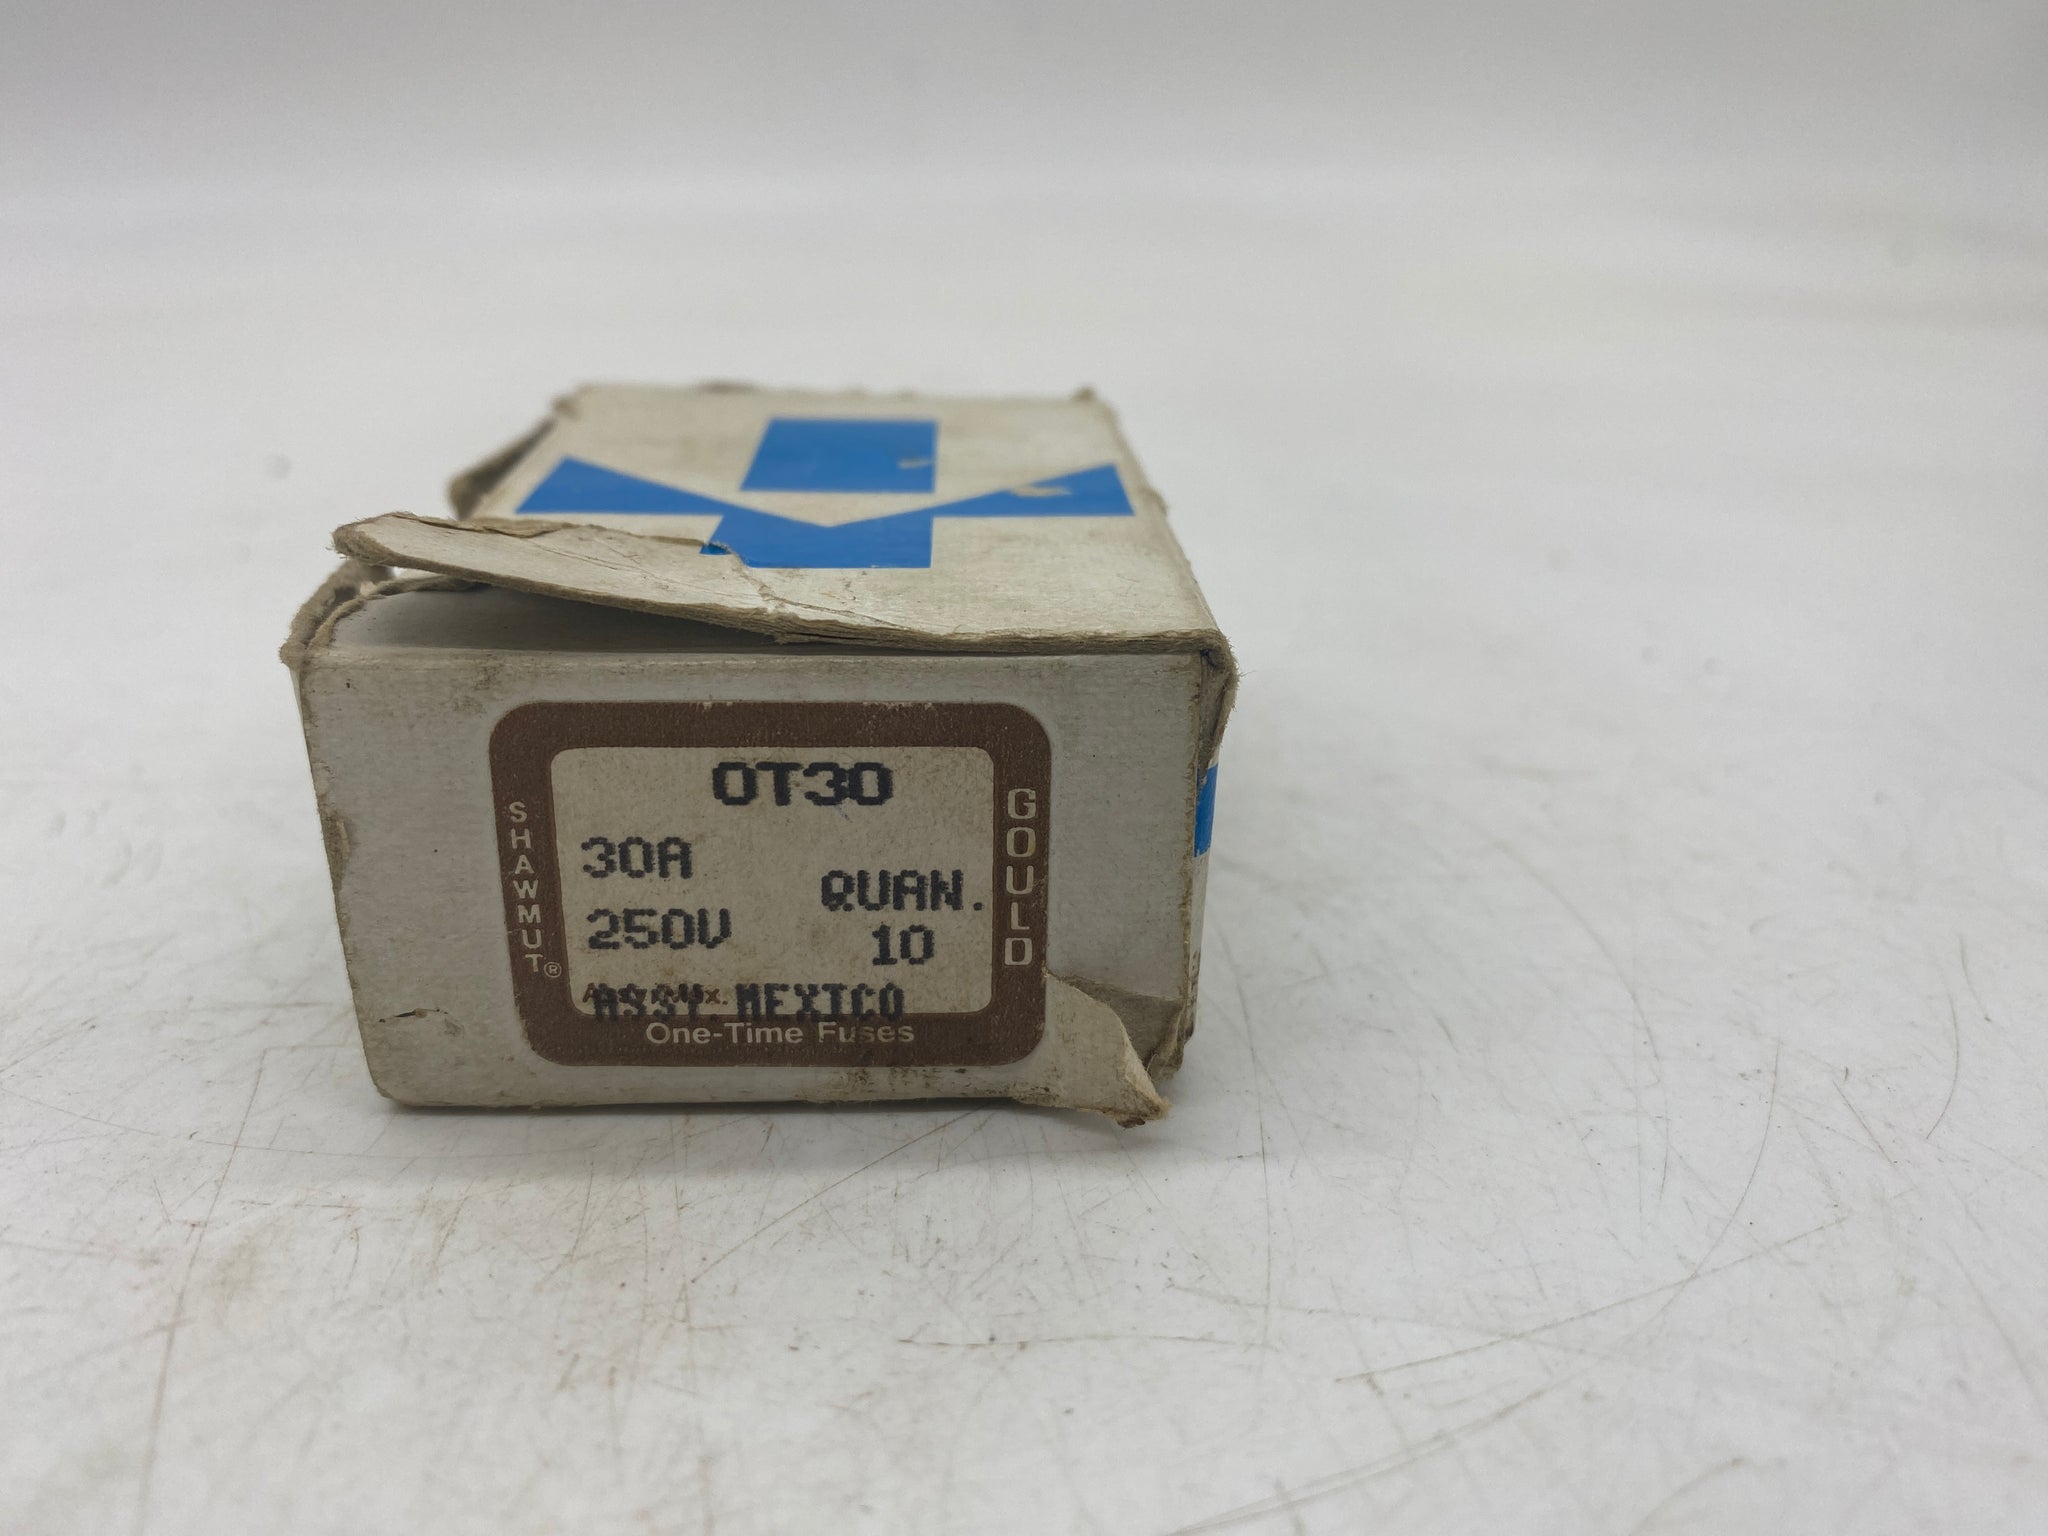 OT30
30A
QUAN.
250V
10
ASSY. MEXICO
One-Time Fuses
SHAWMUT®
GOULD